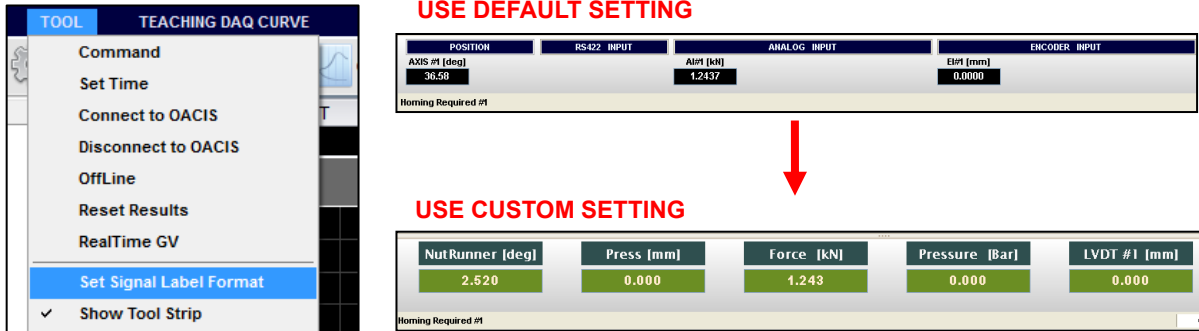 TOOL TEACHING DAQ CURVE
Command
Set Time
Connect to OACIS
Disconnect to OACIS
OffLine
Reset Results
RealTime GV
Set Signal Label Format
✓ Show Tool Strip
T
USE DEFAULT SETTING
POSITION RS422 INPUT ANALOG INPUT ENCODER INPUT
AXIS #1 [deg] AI#1 [kN] EI#1 [mm]
36.58 1.2437 0.0000
Homing Required #1
USE CUSTOM SETTING
NutRunner [deg] Press [mm] Force [kN] Pressure [Bar] LVDT #1 [mm]
2.520 0.000 1.243 0.000 0.000
Homing Required #1